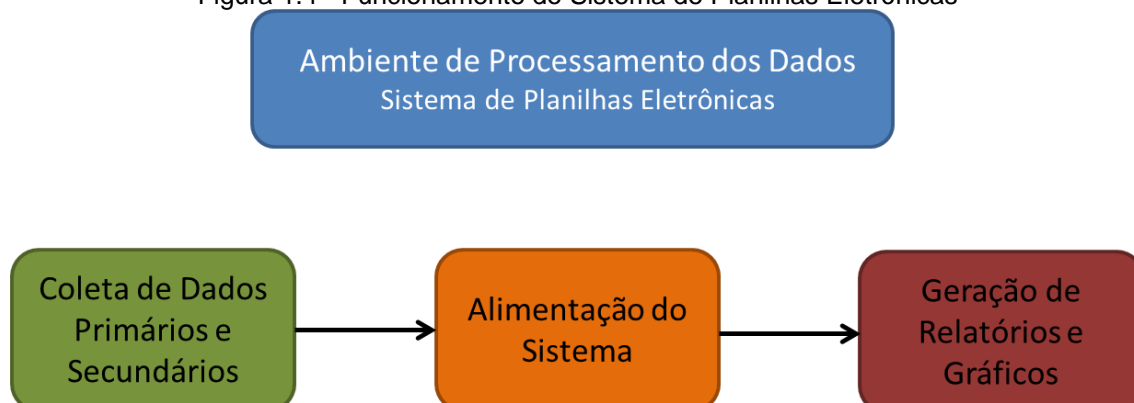 Ambiente de Processamento dos Dados
Sistema de Planilhas Eletrônicas
Coleta de Dados
Primários e
Secundários
Alimentação do
Sistema
Geração de
Relatórios e
Gráficos